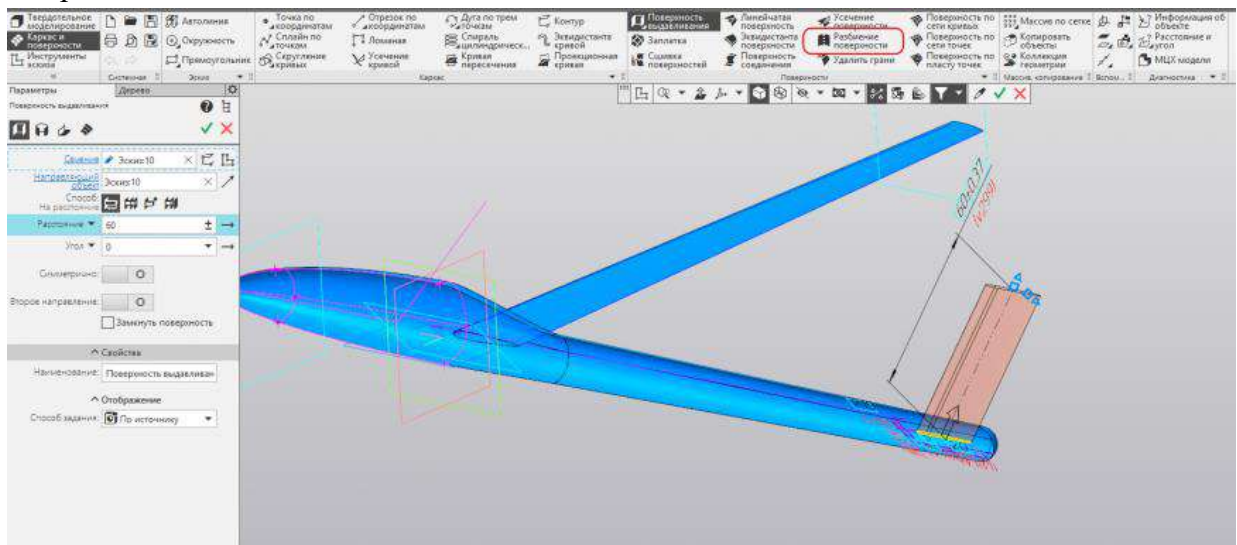 Твердотельное моделирование
Каркас и поверхности
Инструменты эскиза
Системная
Автолиния
Окружность
Прямоугольник
Эскиз
Точка по координатам
Сплайн по точкам
Скругление кривых
Отрезок по координатам
Ломаная
Усечение кривой
Дуга по трем точкам
Спираль цилиндрическ...
Кривая пересечения
Контур
Эквидистанта кривой
Проекционная кривая
Каркас
Поверхность выдавливания
Заплатка
Сшивка поверхностей
Линейчатая поверхность
Эквидистанта поверхности
Поверхность соединения
Усечение поверхности
Разбиение поверхности
Удалить грани
Поверхность по сети кривых
Поверхность по сети точек
Поверхность по пласту точек
Поверхности
Массив по сетке
Копировать объекты
Коллекция геометрии
Массив, копирование
Вспом...
Информация об объекте
Расстояние и угол
МЦХ модели
Диагностика
Параметры
Дерево
Поверхность выдавливания
Сечение
Эскиз:10
Направляющий объект
Эскиз:10
Способ:
На расстояние
Расстояние
60
Угол
0
Симметрично:
Второе направление:
Замкнуть поверхность
Свойства
Наименование:
Поверхность выдавливан
Отображение
Способ задания:
По источнику
60±0.37
(v299)